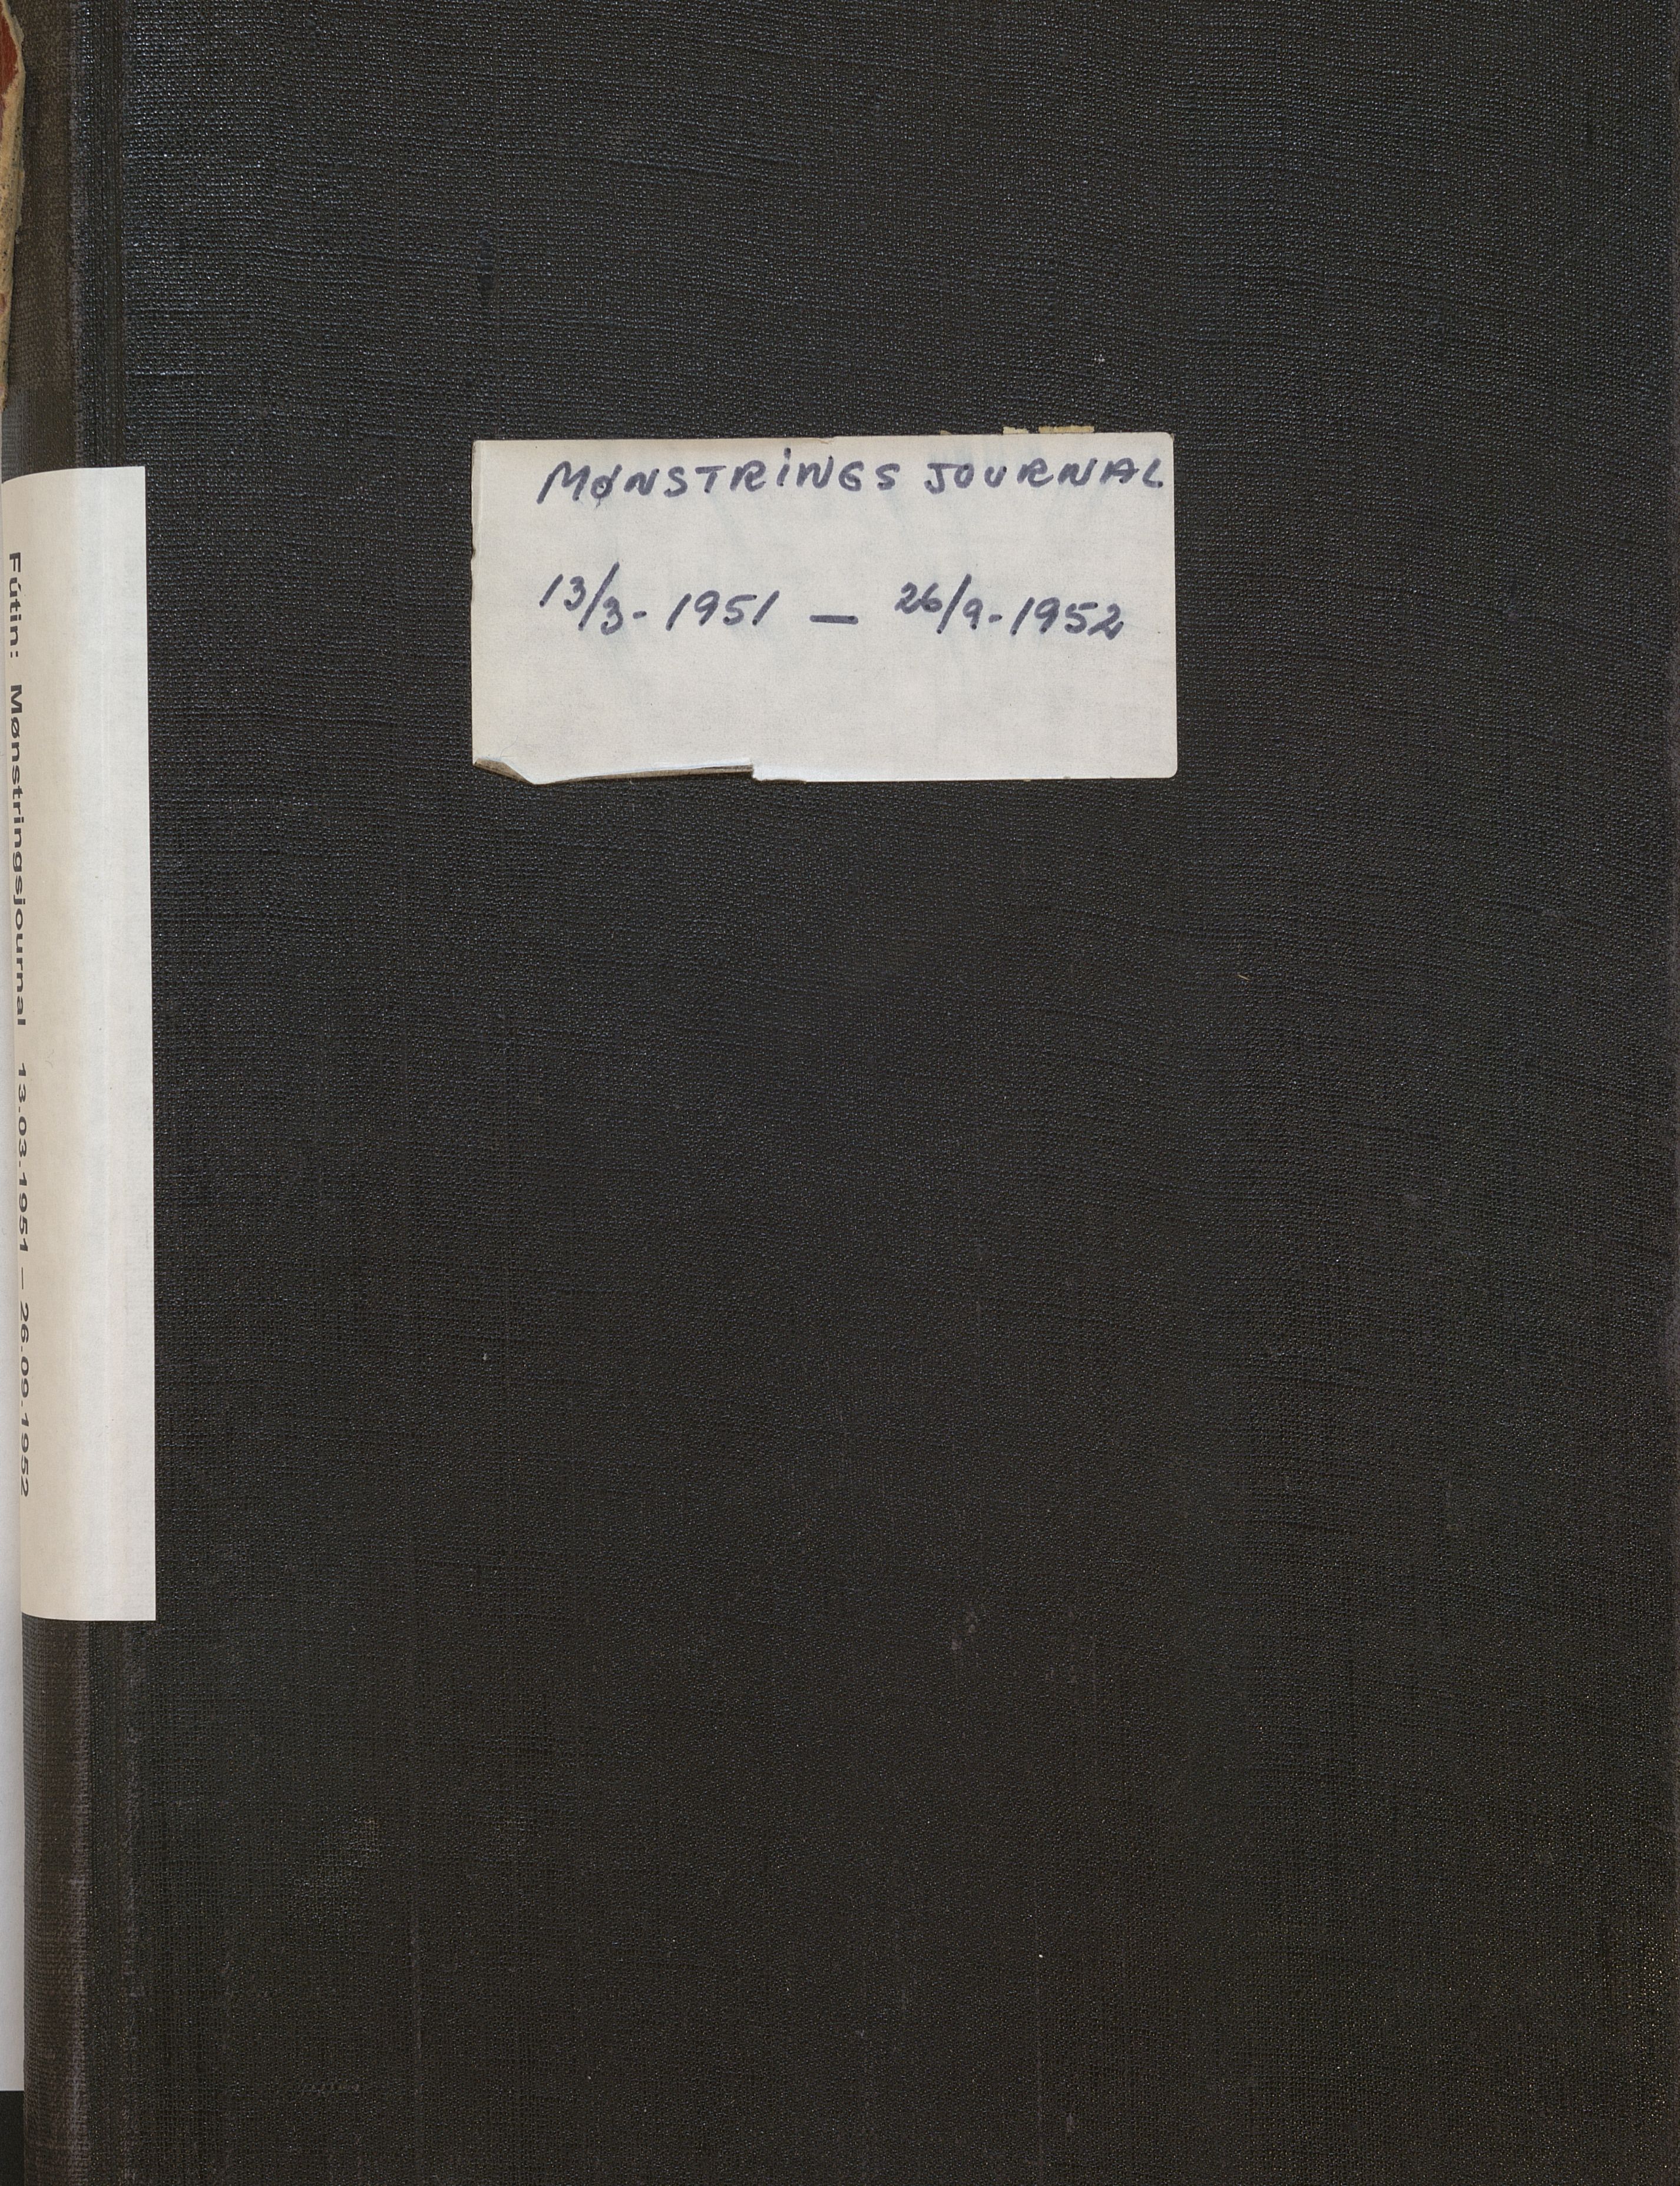 MØNSTRINGS JOURNAL
13/3-1951 — 26/9-1952
Fútin: Mønstringsjournal 13.03.1951 – 26.09.1952